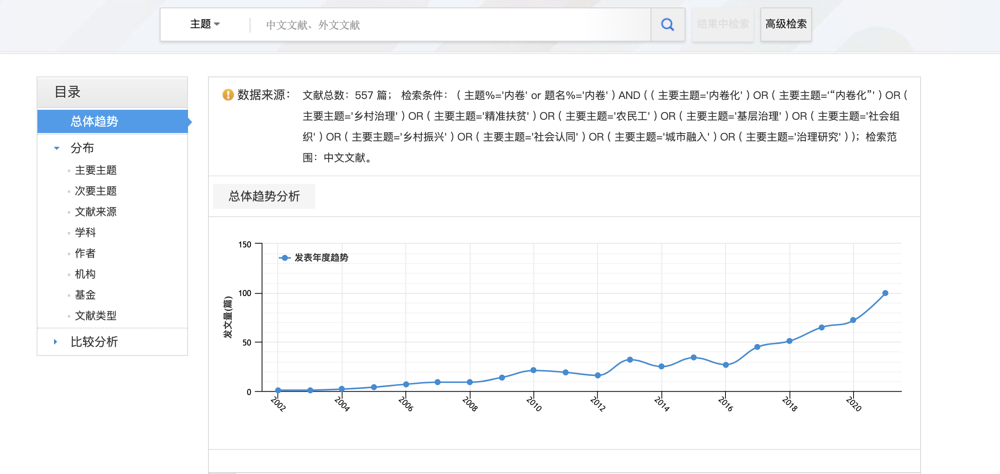 主题
中文文献、外文文献
结果中检索
高级检索
目录
总体趋势
分布
主要主题
次要主题
文献来源
学科
作者
机构
基金
文献类型
比较分析
数据来源： 文献总数：557 篇； 检索条件：（ 主题%='内卷' or 题名%='内卷' ) AND ( ( 主要主题='内卷化' ) OR ( 主要主题='“内卷化”' ) OR (
主要主题='乡村治理' ) OR ( 主要主题='精准扶贫' ) OR ( 主要主题='农民工' ) OR ( 主要主题='基层治理' ) OR ( 主要主题='社会组
织' ) OR ( 主要主题='乡村振兴' ) OR ( 主要主题='社会认同' ) OR ( 主要主题='城市融入' ) OR ( 主要主题='治理研究' ) )；检索范
围：中文文献。
总体趋势分析
发表年度趋势
发文量(篇)
150
100
50
0
2002
2004
2006
2008
2010
2012
2014
2016
2018
2020